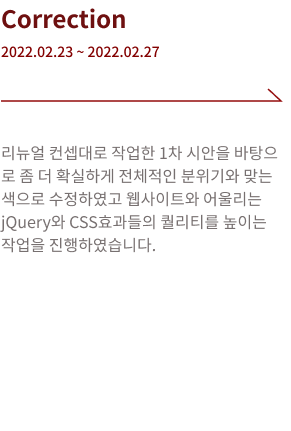 Correction
2022.02.23 ~ 2022.02.27
리뉴얼 컨셉대로 작업한 1차 시안을 바탕으
로 좀 더 확실하게 전체적인 분위기와 맞는
색으로 수정하였고 웹사이트와 어울리는
jQuery와 CSS효과들의 퀄리티를 높이는
작업을 진행하였습니다.